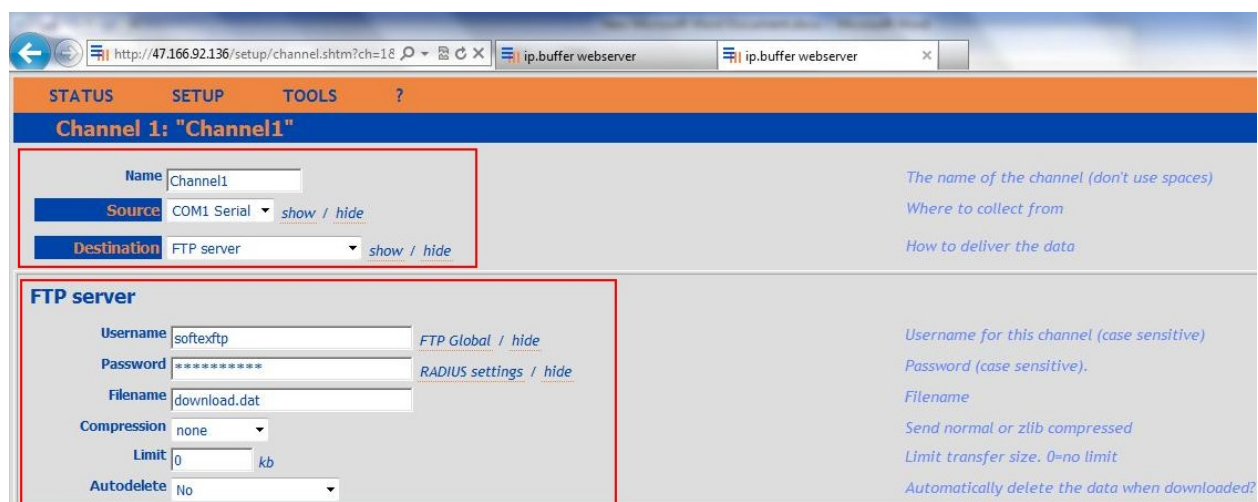 http://47.166.92.136/setup/channel.shtm?ch=18 ip.buffer webserver ip.buffer webserver
STATUS SETUP TOOLS ?
Channel 1: "Channel1"
Name Channel1 The name of the channel (don't use spaces)
Source COM1 Serial show / hide Where to collect from
Destination FTP server show / hide How to deliver the data
FTP server
Username softexftp FTP Global / hide Username for this channel (case sensitive)
Password ********** RADIUS settings / hide Password (case sensitive).
Filename download.dat Filename
Compression none Send normal or zlib compressed
Limit 0 kb Limit transfer size. 0=no limit
Autodelete No Automatically delete the data when downloaded?